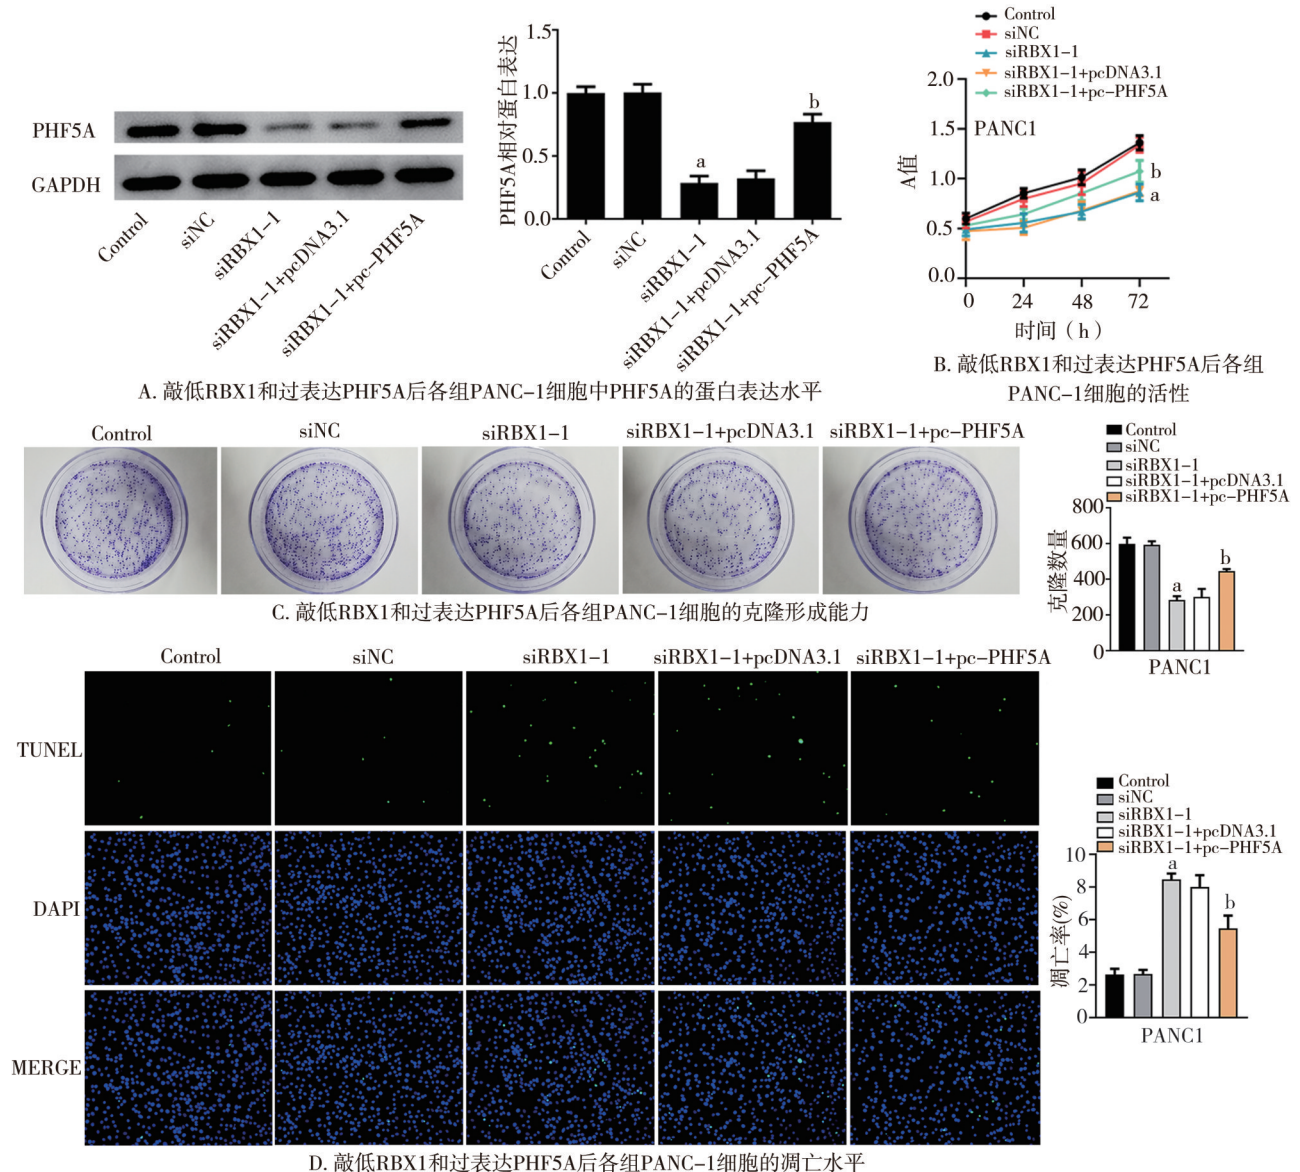 PHF5A
GAPDH
Control
siNC
siRBX1-1
siRBX1-1+pcDNA3.1
siRBX1-1+pc-PHF5A
PHF5A相对蛋白表达
1.5
1.0
0.5
0.0
a
b
Control
siNC
siRBX1-1
siRBX1-1+pcDNA3.1
siRBX1-1+pc-PHF5A
A. 敲低RBX1和过表达PHF5A后各组PANC-1细胞中PHF5A的蛋白表达水平
Control
siNC
siRBX1-1
siRBX1-1+pcDNA3.1
siRBX1-1+pc-PHF5A
PANC1
A值
2.0
1.5
1.0
0.5
0.0
b
a
0 24 48 72
时间（h）
B. 敲低RBX1和过表达PHF5A后各组
PANC-1细胞的活性
Control siNC siRBX1-1 siRBX1-1+pcDNA3.1 siRBX1-1+pc-PHF5A
Control
siNC
siRBX1-1
siRBX1-1+pcDNA3.1
siRBX1-1+pc-PHF5A
克隆数量
800
600
400
200
0
a
b
PANC1
C. 敲低RBX1和过表达PHF5A后各组PANC-1细胞的克隆形成能力
Control siNC siRBX1-1 siRBX1-1+pcDNA3.1 siRBX1-1+pc-PHF5A
TUNEL
DAPI
MERGE
Control
siNC
siRBX1-1
siRBX1-1+pcDNA3.1
siRBX1-1+pc-PHF5A
凋亡率(%)
10
8
6
4
2
0
a
b
PANC1
D. 敲低RBX1和过表达PHF5A后各组PANC-1细胞的凋亡水平